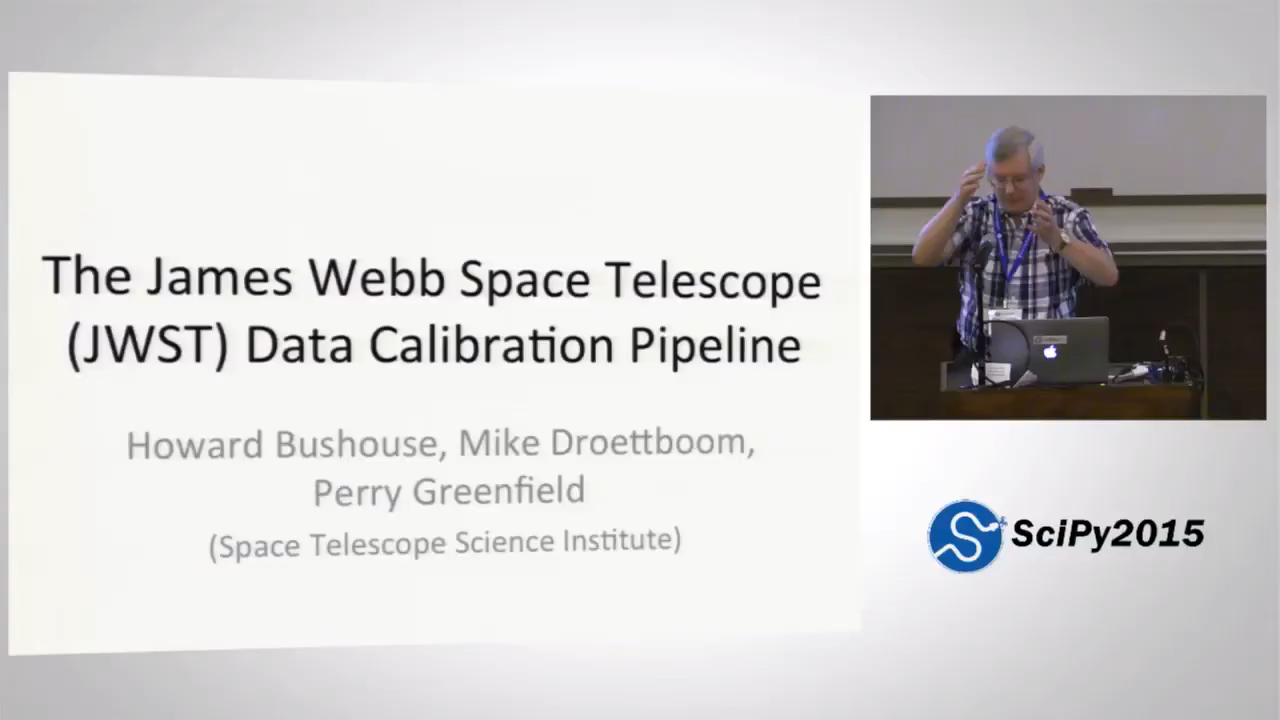 The James Webb Space Telescope
(JWST) Data Calibration Pipeline
Howard Bushouse, Mike Droettboom,
Perry Greenfield
(Space Telescope Science Institute)
SciPy2015